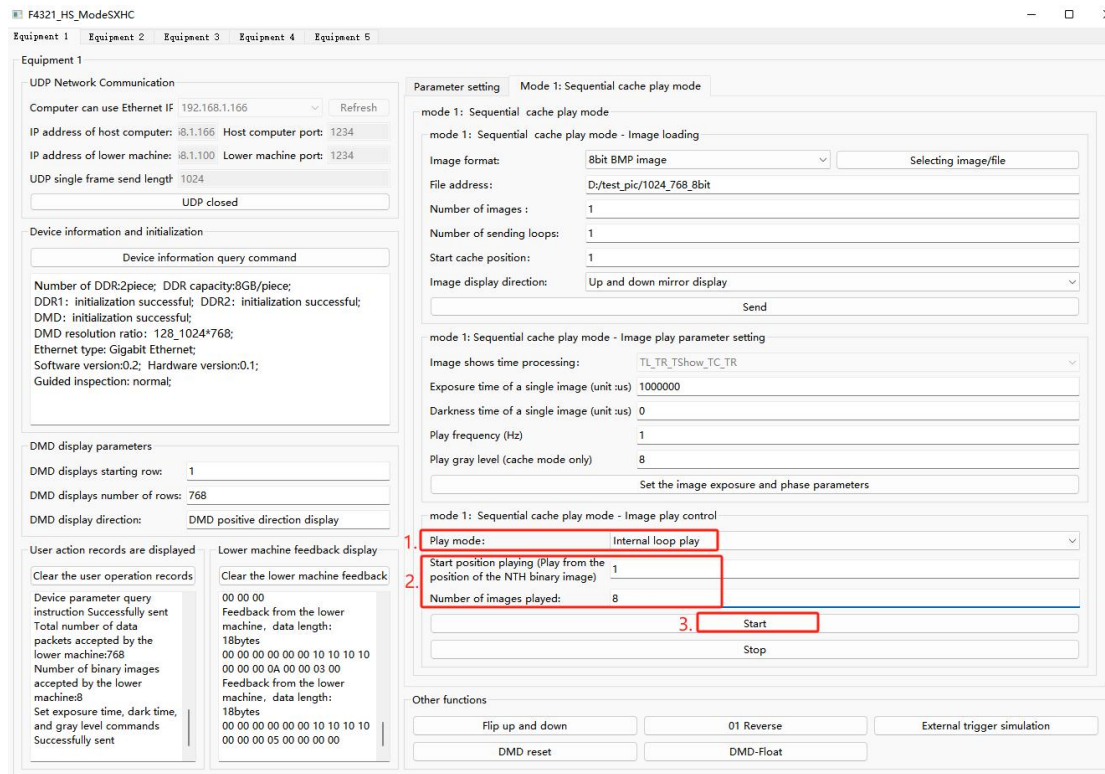 F4321_HS_ModeSXHC
Equipment 1 Equipment 2 Equipment 3 Equipment 4 Equipment 5
Equipment 1
UDP Network Communication
Computer can use Ethernet IF 192.168.1.166 Refresh
IP address of host computer: 8.1.166 Host computer port: 1234
IP address of lower machine: 8.1.100 Lower machine port: 1234
UDP single frame send length 1024
UDP closed
Device information and initialization
Device information query command
Number of DDR:2piece; DDR capacity:8GB/piece;
DDR1: initialization successful; DDR2: initialization successful;
DMD: initialization successful;
DMD resolution ratio: 128_1024*768;
Ethernet type: Gigabit Ethernet;
Software version:0.2; Hardware version:0.1;
Guided inspection: normal;
DMD display parameters
DMD displays starting row: 1
DMD displays number of rows: 768
DMD display direction: DMD positive direction display
User action records are displayed
Clear the user operation records
Device parameter query
instruction Successfully sent
Total number of data
packets accepted by the
lower machine:768
Number of binary images
accepted by the lower
machine:8
Set exposure time, dark time,
and gray level commands
Successfully sent
Lower machine feedback display
Clear the lower machine feedback
00 00 00
Feedback from the lower
machine, data length:
18bytes
00 00 00 00 00 00 10 10 10 10
00 00 00 0A 00 00 03 00
Feedback from the lower
machine, data length:
18bytes
00 00 00 00 00 00 10 10 10 10
00 00 00 05 00 00 00 00
Parameter setting Mode 1: Sequential cache play mode
mode 1: Sequential cache play mode
mode 1: Sequential cache play mode - Image loading
Image format: 8bit BMP image Selecting image/file
File address: D:/test_pic/1024_768_8bit
Number of images : 1
Number of sending loops: 1
Start cache position: 1
Image display direction: Up and down mirror display
Send
mode 1: Sequential cache play mode - Image play parameter setting
Image shows time processing: TL_TR_TShow_TC_TR
Exposure time of a single image (unit :us) 1000000
Darkness time of a single image (unit :us) 0
Play frequency (Hz) 1
Play gray level (cache mode only) 8
Set the image exposure and phase parameters
mode 1: Sequential cache play mode - Image play control
1. Play mode: Internal loop play
2. Start position playing (Play from the
position of the NTH binary image) 1
Number of images played: 8
3. Start
Stop
Other functions
Flip up and down 01 Reverse External trigger simulation
DMD reset DMD-Float